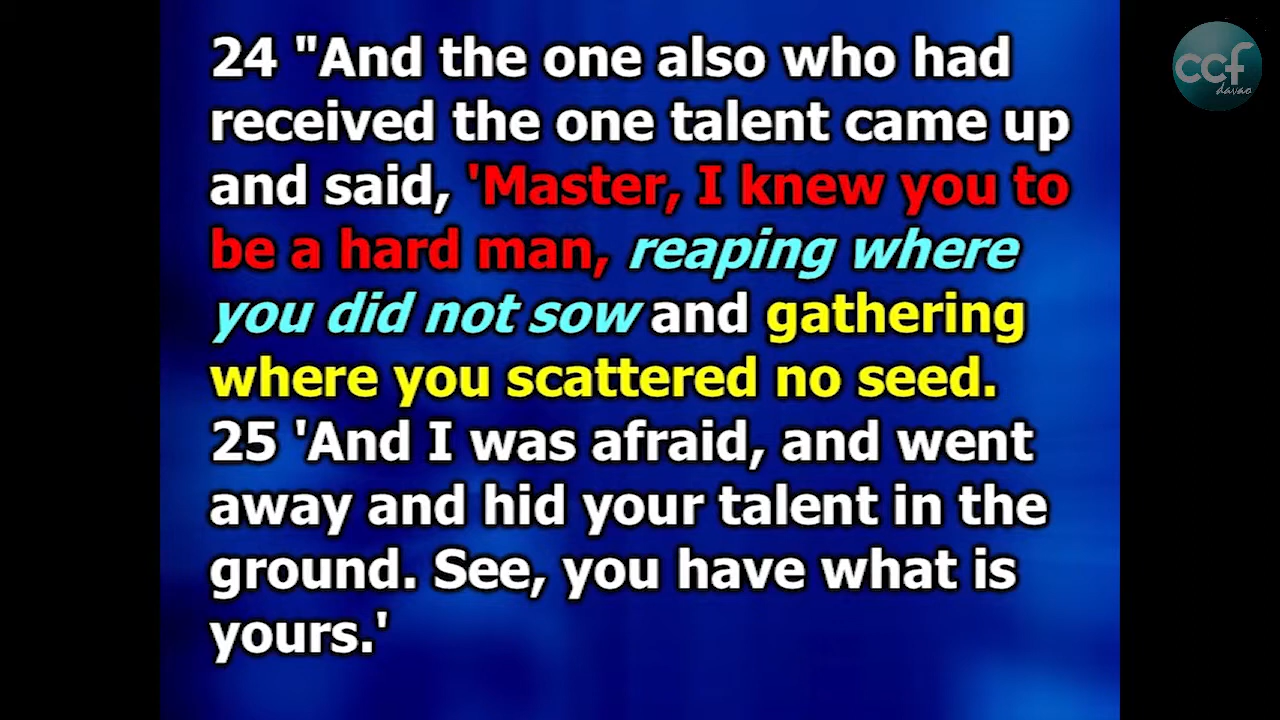 24 "And the one also who had
received the one talent came up
and said, 'Master, I knew you to
be a hard man, reaping where
you did not sow and gathering
where you scattered no seed.
25 'And I was afraid, and went
away and hid your talent in the
ground. See, you have what is
yours.'
ccf
davao